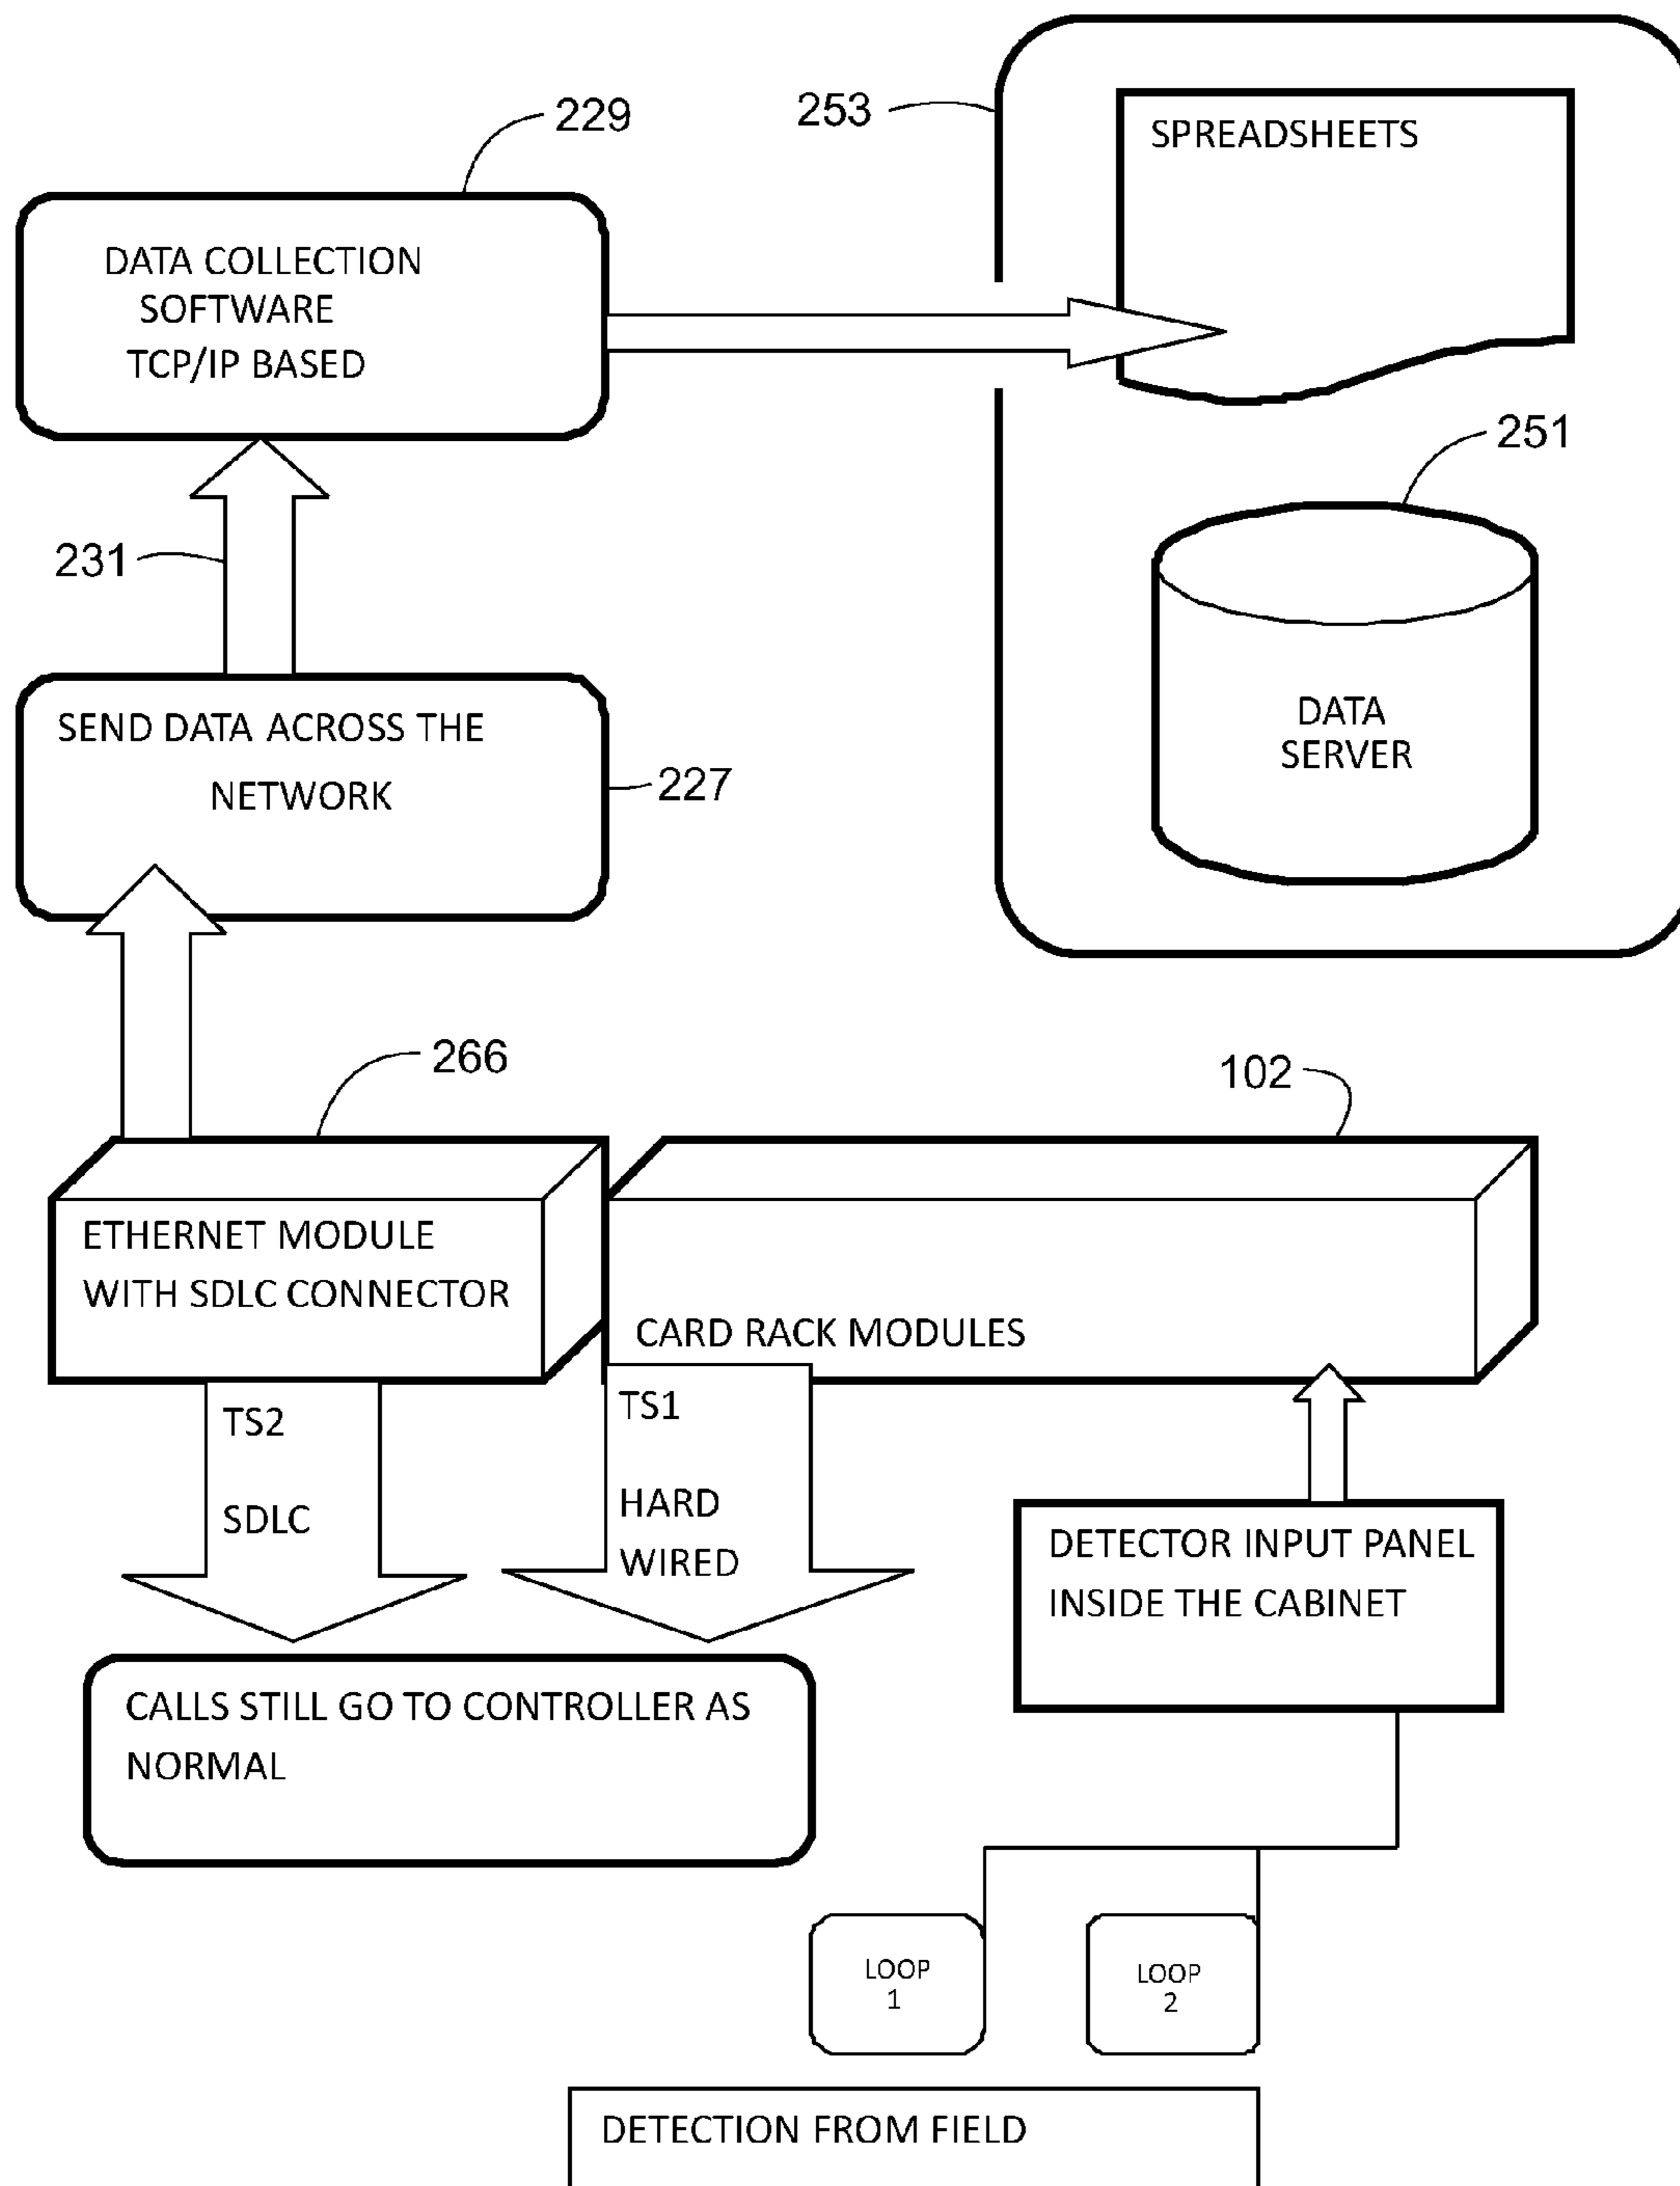 229
253
SPREADSHEETS
DATA COLLECTION
SOFTWARE
TCP/IP BASED
251
231
DATA
SERVER
SEND DATA ACROSS THE
NETWORK
227
266
102
ETHERNET MODULE
WITH SDLC CONNECTOR
CARD RACK MODULES
TS2
SDLC
TS1
HARD
WIRED
DETECTOR INPUT PANEL
INSIDE THE CABINET
CALLS STILL GO TO CONTROLLER AS
NORMAL
LOOP
1
LOOP
2
DETECTION FROM FIELD